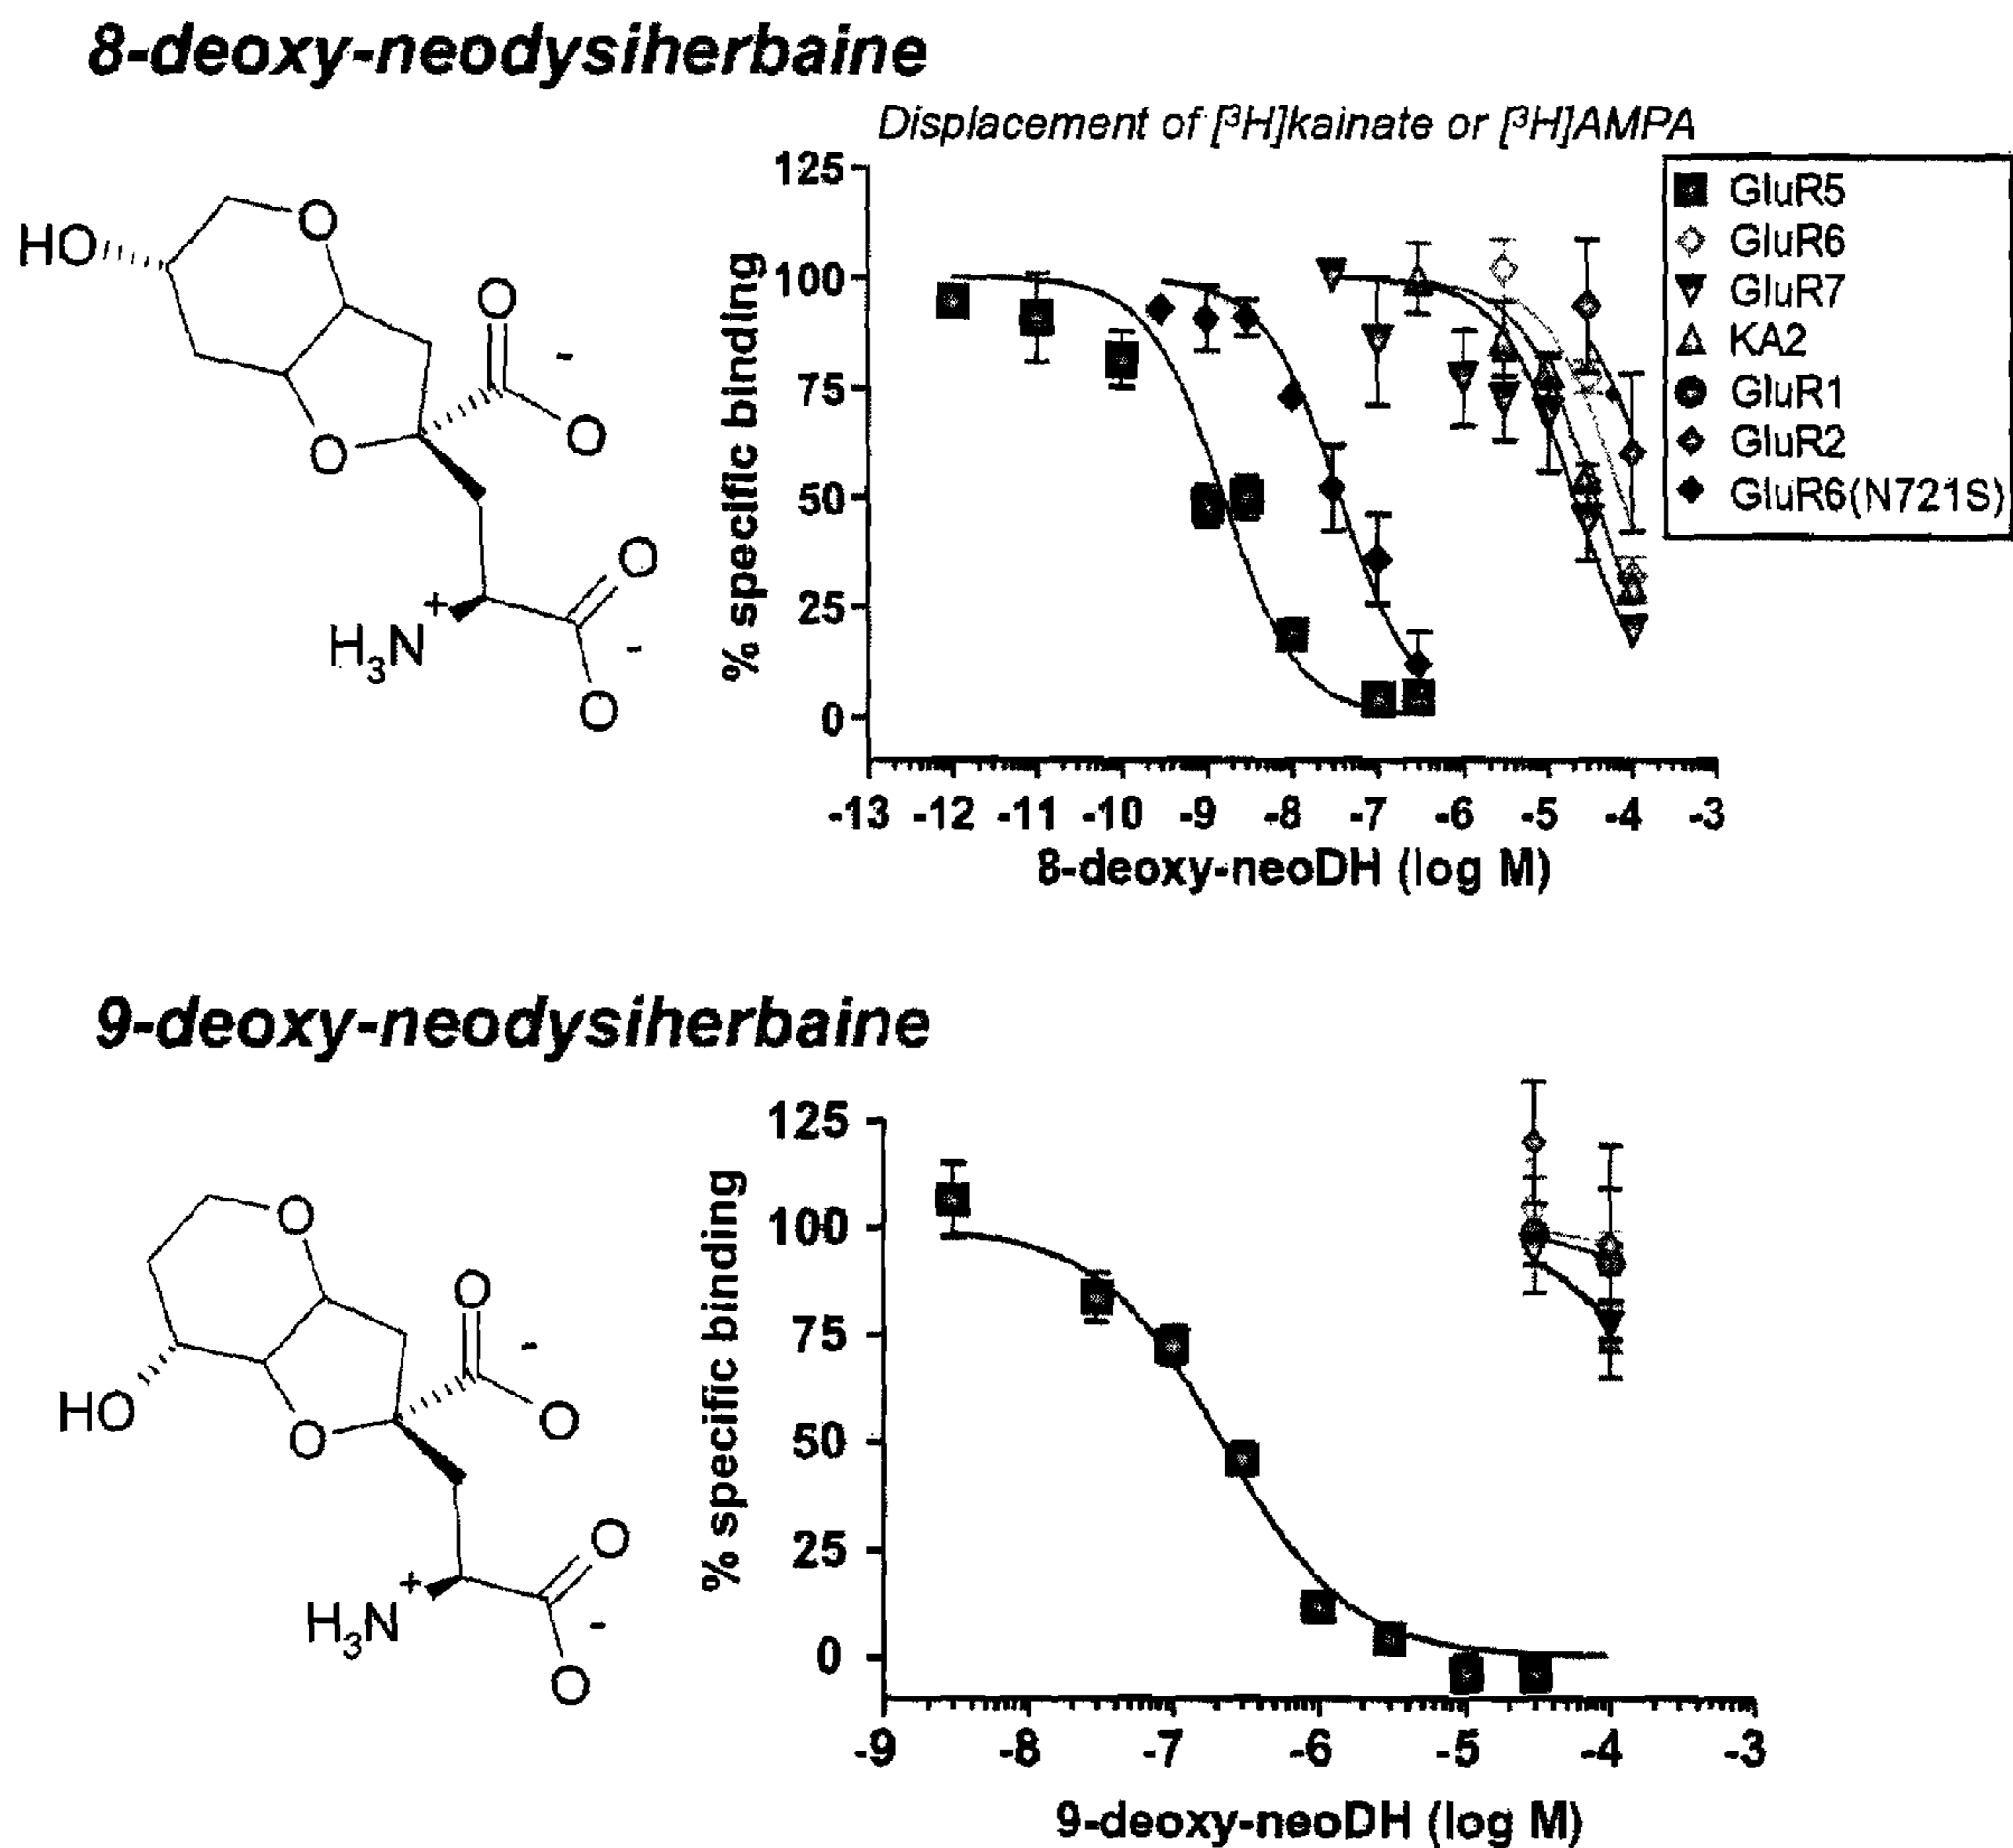 8-deoxy-neodysiherbaine
Displacement of [³H]kainate or [³H]AMPA
HO
O
O
O
-
O
O
+
H₃N
-
O
% specific binding
125
100
75
50
25
0
-13 -12 -11 -10 -9 -8 -7 -6 -5 -4 -3
8-deoxy-neoDH (log M)
GluR5
GluR6
GluR7
KA2
GluR1
GluR2
GluR6(N721S)
9-deoxy-neodysiherbaine
O
O
-
HO
O
O
O
+
H₃N
-
O
% specific binding
125
100
75
50
25
0
-9 -8 -7 -6 -5 -4 -3
9-deoxy-neoDH (log M)